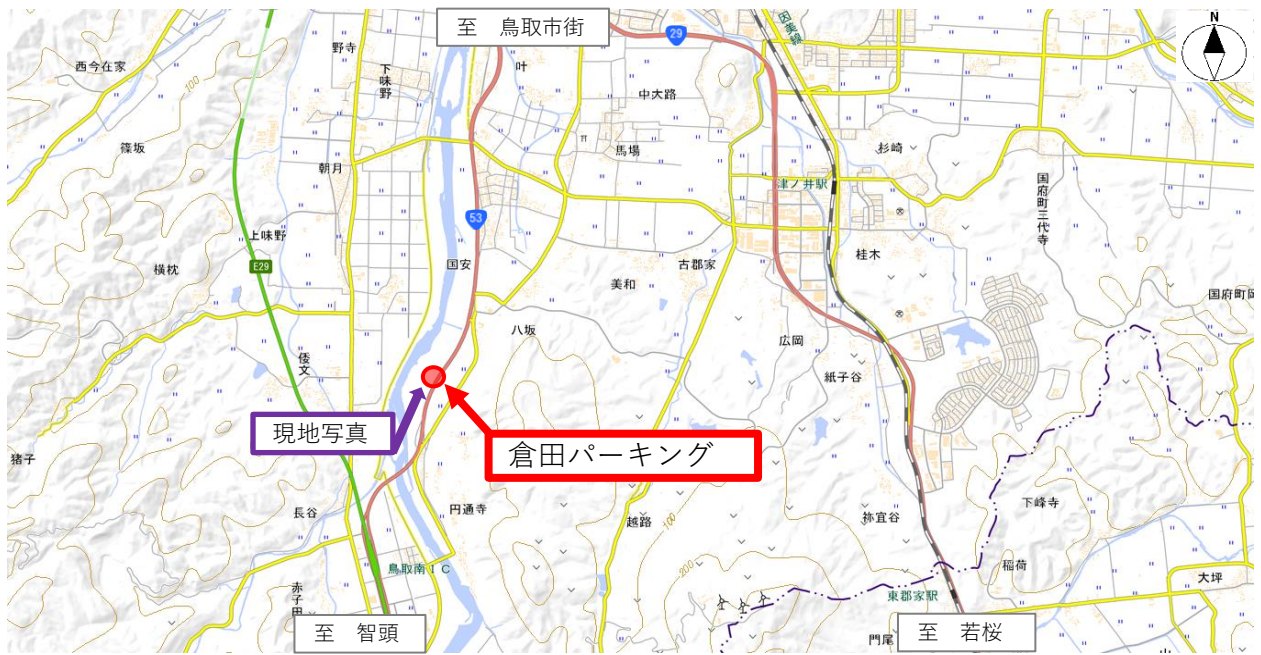 至 鳥取市街
29
因美線
N
野寺
西今在家
下味野
叶
中大路
篠坂
朝月
馬場
杉崎
津ノ井駅
国府町三代寺
53
上味野
E29
横枕
国安
美和
古郡家
桂木
国府町岡
八坂
広岡
倭文
紙子谷
現地写真
倉田パーキング
猪子
長谷
円通寺
越路
100
100
200
祢宜谷
下峰寺
稲荷
大坪
鳥取南IC
赤子田
東郡家駅
門尾
至 智頭
至 若桜